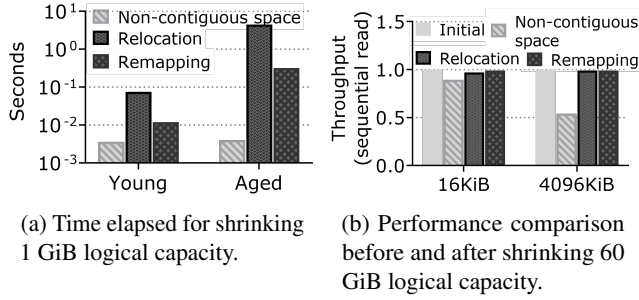 10¹
10⁰
10⁻¹
10⁻²
10⁻³
Seconds
Non-contiguous space
Relocation
Remapping
Young Aged
(a) Time elapsed for shrinking
1 GiB logical capacity.
1.5
1.0
0.5
0.0
Throughput
(sequential read)
Initial
Non-contiguous
space
Relocation
Remapping
16KiB 4096KiB
(b) Performance comparison
before and after shrinking 60
GiB logical capacity.